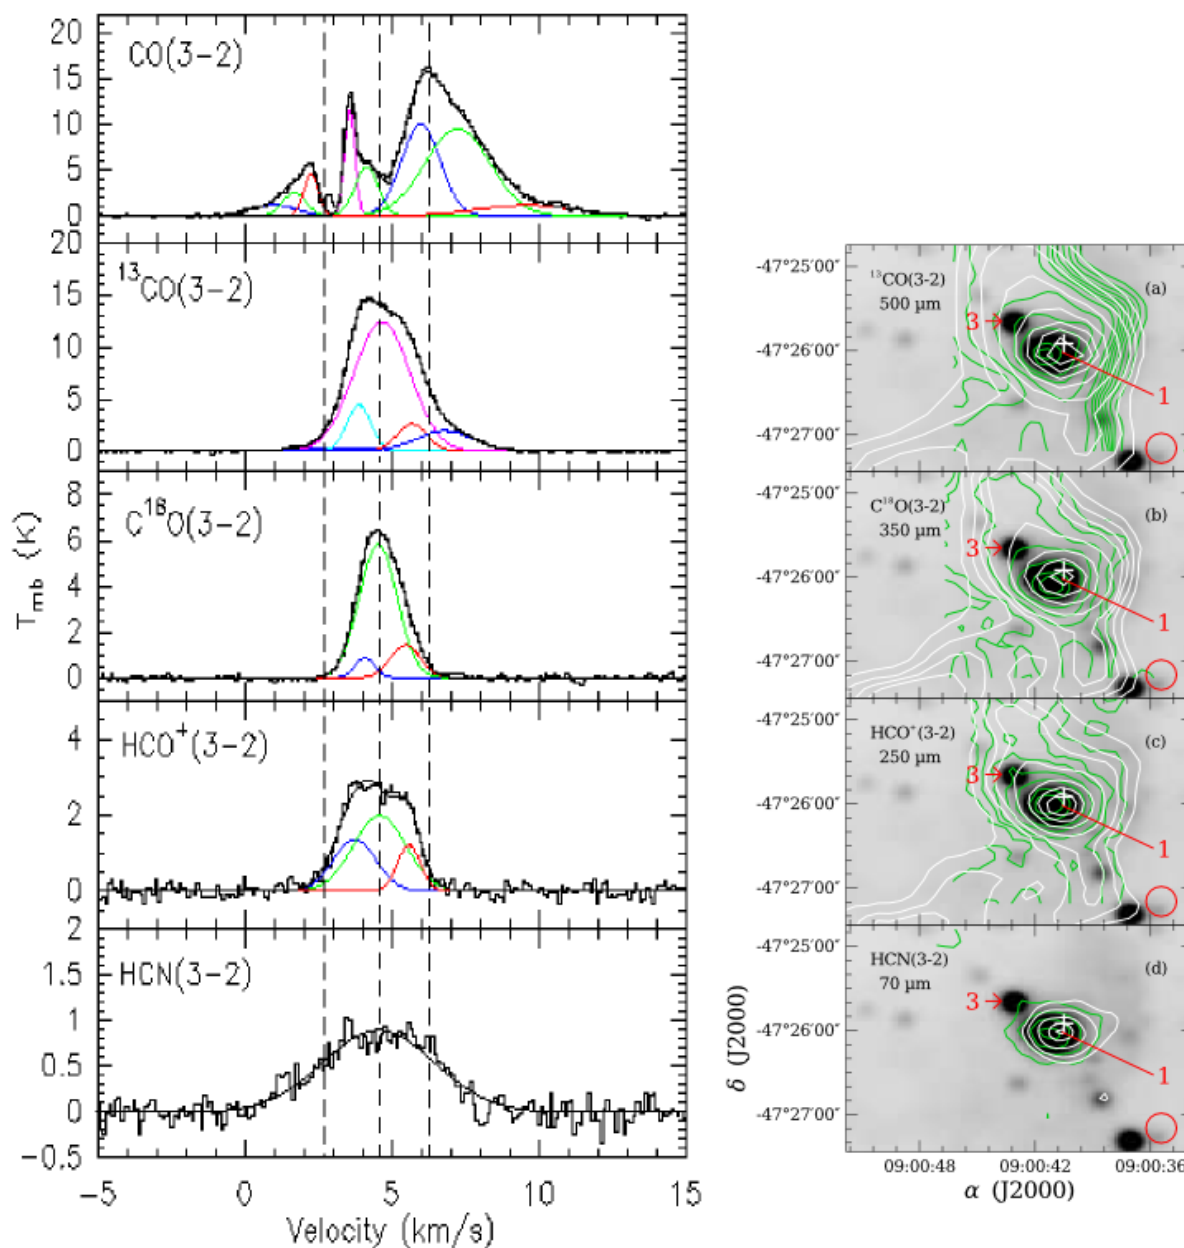 20
15
10
5
0
CO(3-2)
20
15
10
5
0
¹³CO(3-2)
8
6
4
2
0
C¹⁸O(3-2)
4
2
0
HCO⁺(3-2)
2
1.5
1
0.5
0
-0.5
HCN(3-2)
T_mb (K)
-5 0 5 10 15
Velocity (km/s)
-47°25′00″
-47°26′00″
-47°27′00″
¹³CO(3-2)
500 µm
(a)
3
1
-47°25′00″
-47°26′00″
-47°27′00″
C¹⁸O(3-2)
350 µm
(b)
3
1
-47°25′00″
-47°26′00″
-47°27′00″
HCO⁺(3-2)
250 µm
(c)
3
1
-47°25′00″
-47°26′00″
-47°27′00″
HCN(3-2)
70 µm
(d)
3
1
δ (J2000)
09:00:48 09:00:42 09:00:36
α (J2000)